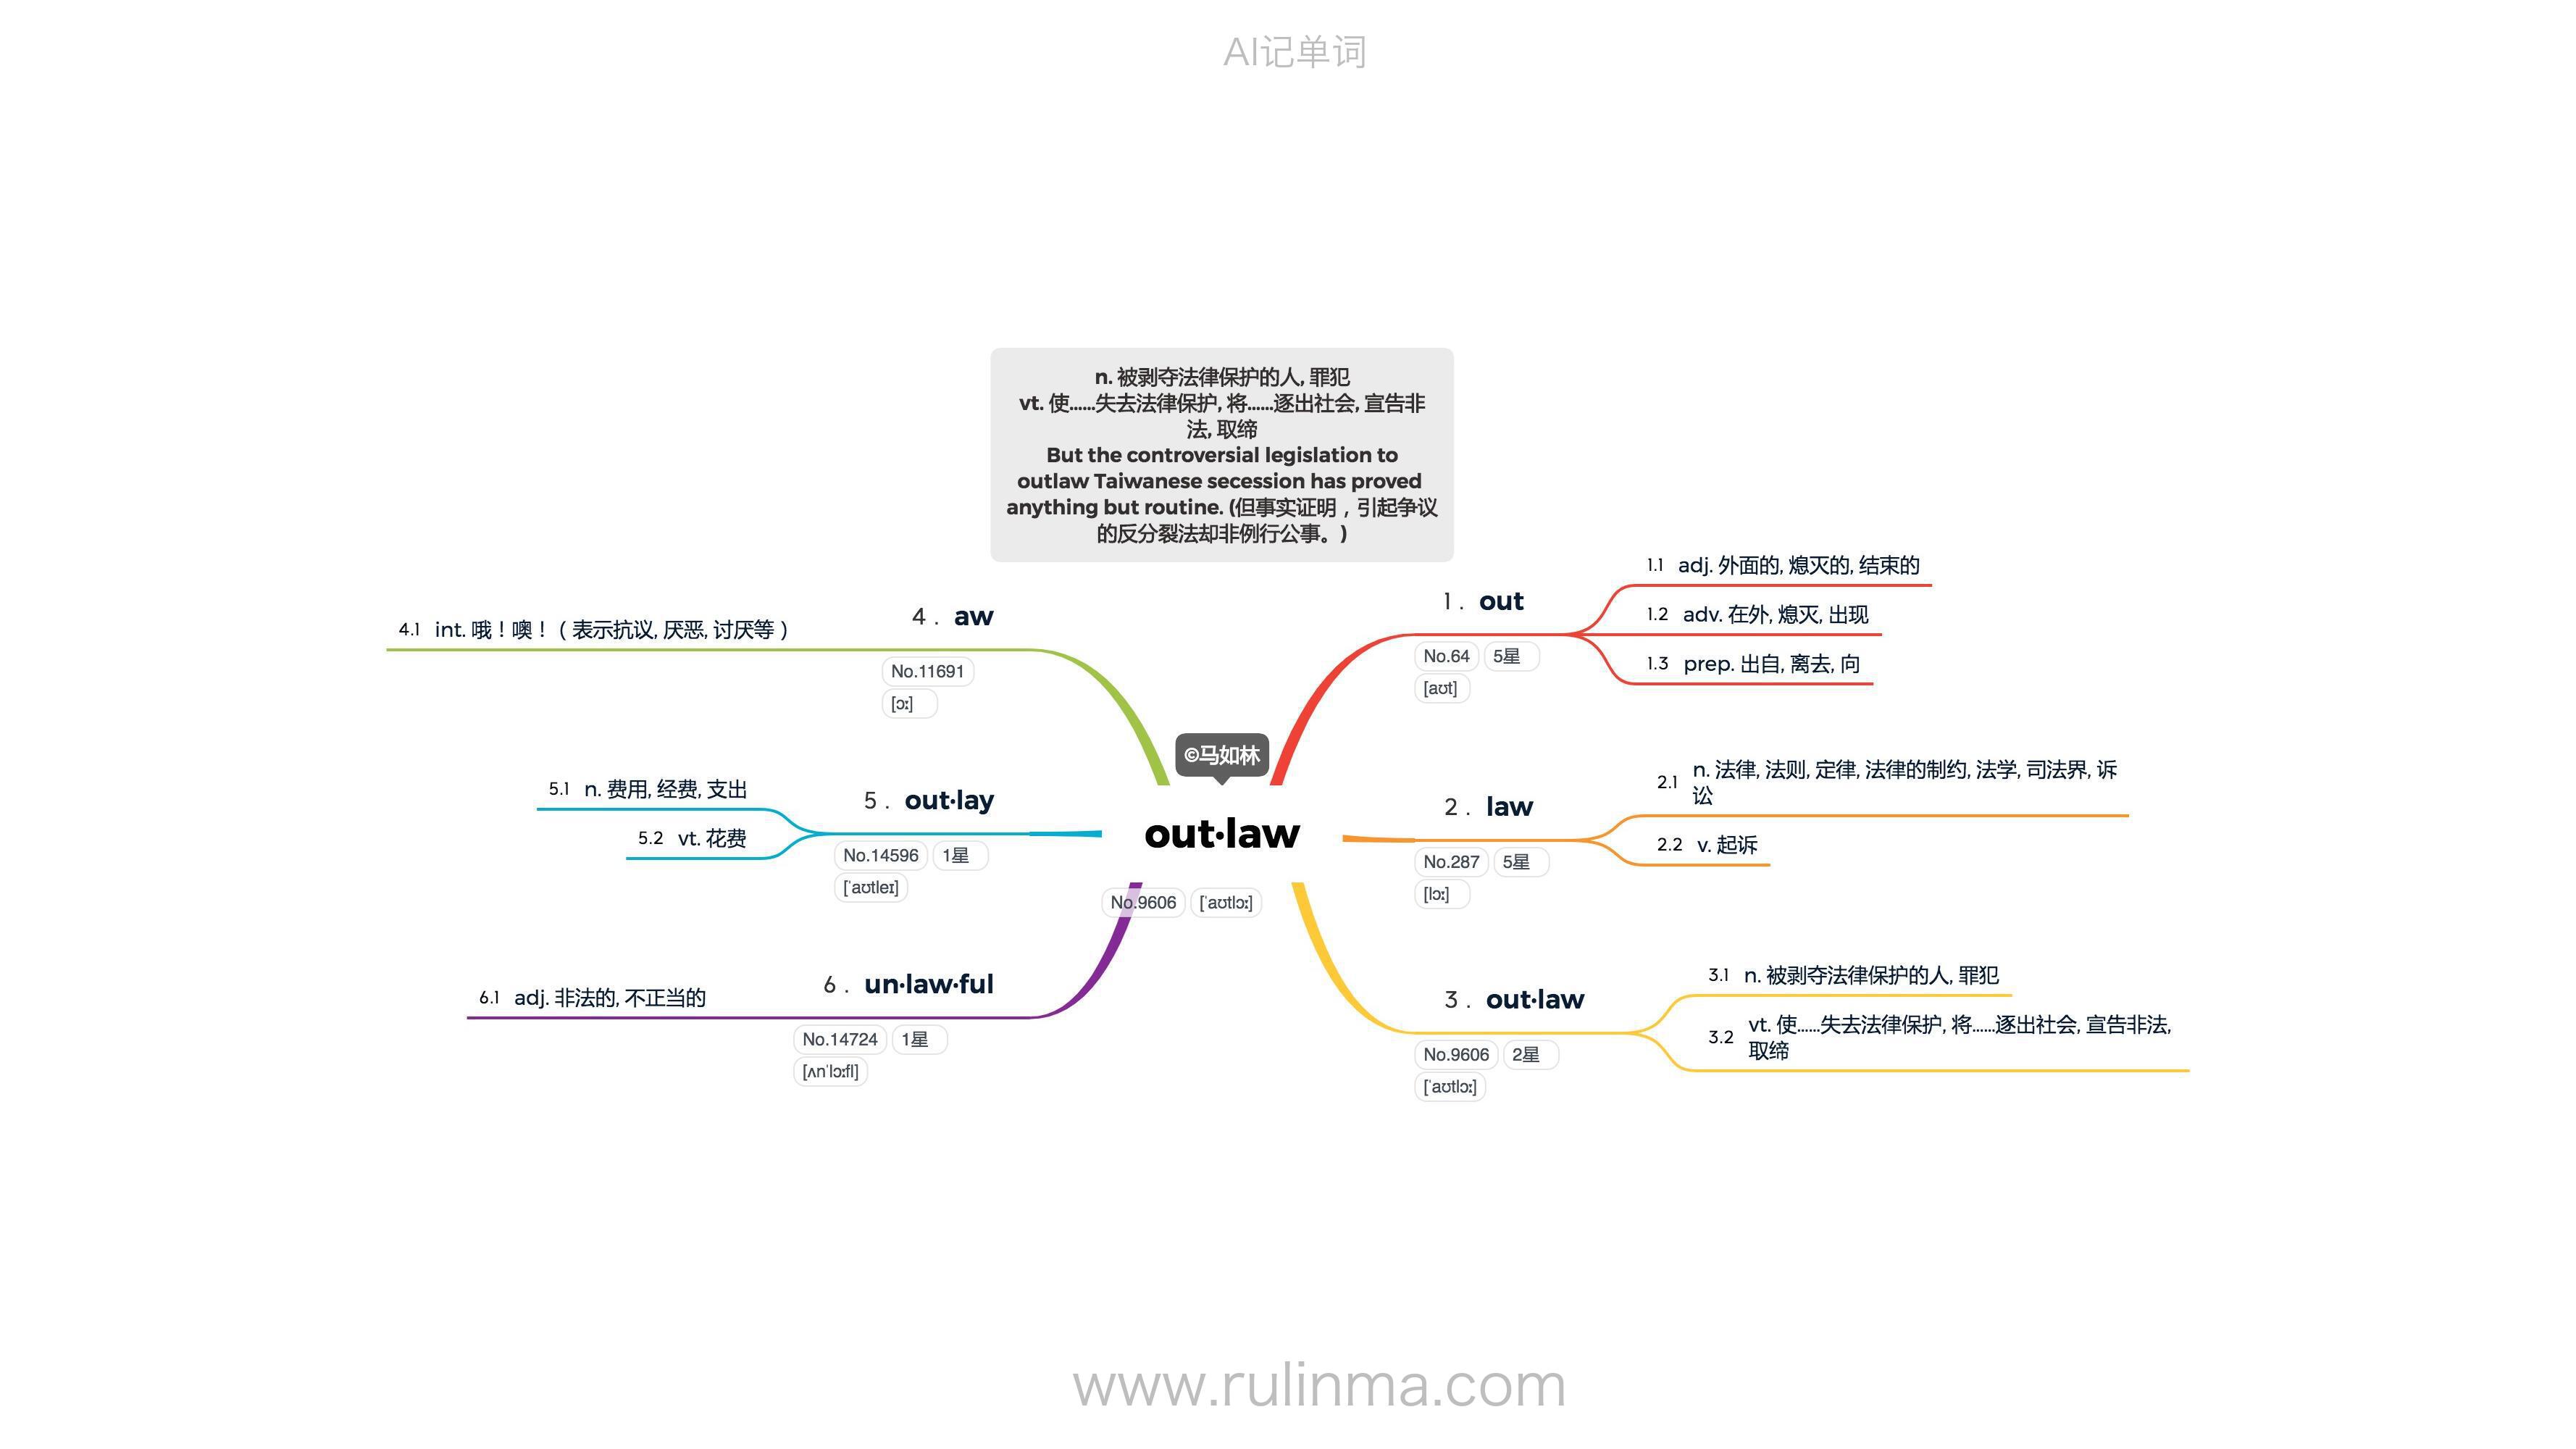 AI记单词
n. 被剥夺法律保护的人, 罪犯
vt. 使......失去法律保护, 将......逐出社会, 宣告非
法, 取缔
But the controversial legislation to
outlaw Taiwanese secession has proved
anything but routine. (但事实证明，引起争议
的反分裂法却非例行公事。)
©马如林
out·law
No.9606 [ˈaʊtlɔː]
1. out
No.64 5星
[aʊt]
1.1 adj. 外面的, 熄灭的, 结束的
1.2 adv. 在外, 熄灭, 出现
1.3 prep. 出自, 离去, 向
2. law
No.287 5星
[lɔː]
2.1 n. 法律, 法则, 定律, 法律的制约, 法学, 司法界, 诉
讼
2.2 v. 起诉
3. out·law
No.9606 2星
[ˈaʊtlɔː]
3.1 n. 被剥夺法律保护的人, 罪犯
3.2 vt. 使......失去法律保护, 将......逐出社会, 宣告非法,
取缔
4. aw
No.11691
[ɔː]
4.1 int. 哦！噢！（表示抗议, 厌恶, 讨厌等）
5. out·lay
No.14596 1星
[ˈaʊtleɪ]
5.1 n. 费用, 经费, 支出
5.2 vt. 花费
6. un·law·ful
No.14724 1星
[ʌnˈlɔːfl]
6.1 adj. 非法的, 不正当的
www.rulinma.com